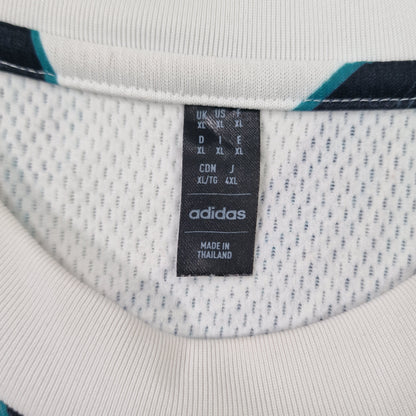 UK US F
XL XL XL
D I E
XL XL XL
CDN J
XL/TG 4XL
adidas
MADE IN
THAILAND